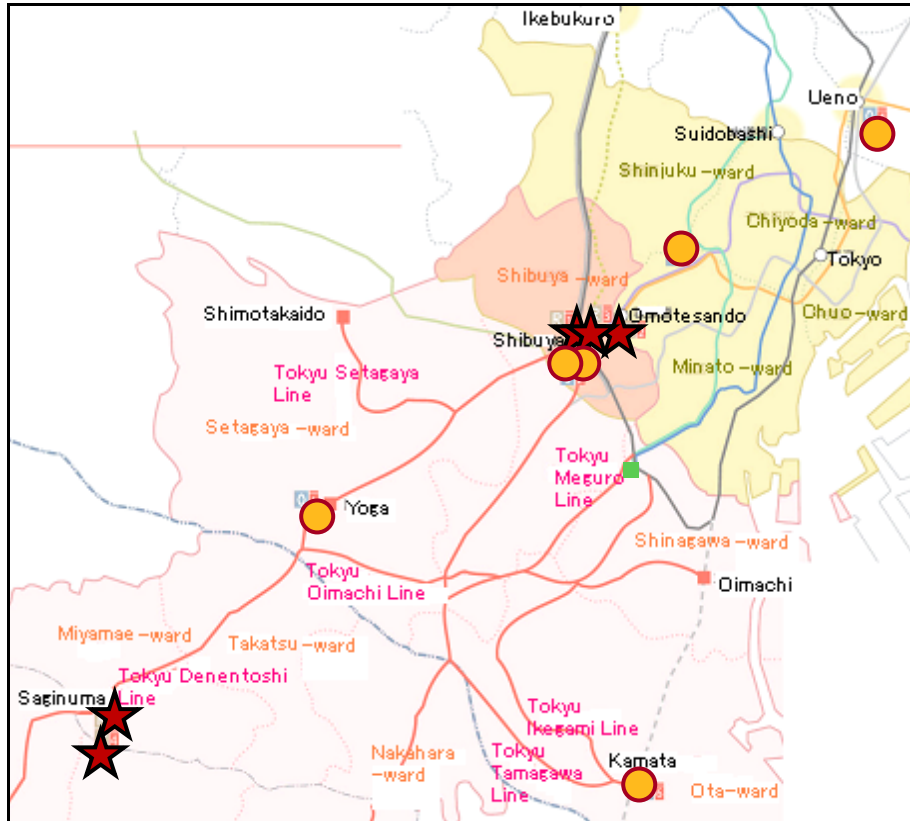 Ikebukuro
Ueno
Suidobashi
Shinjuku-ward
Chiyoda-ward
Tokyo
Shibuya -ward
Chuo-ward
Shimotakaido
Omotesando
Shibuya
Tokyu Setagaya
Line
Minato-ward
Setagaya-ward
Tokyu
Meguro
Line
Yoga
Shinagawa-ward
Tokyu
Oimachi Line
Oimachi
Miyamae-ward
Takatsu-ward
Tokyu Denentoshi
Line
Saginuma
Tokyu
Ikegami Line
Nakahara
-ward
Tokyu
Tamagawa
Line
Kamata
Ota-ward